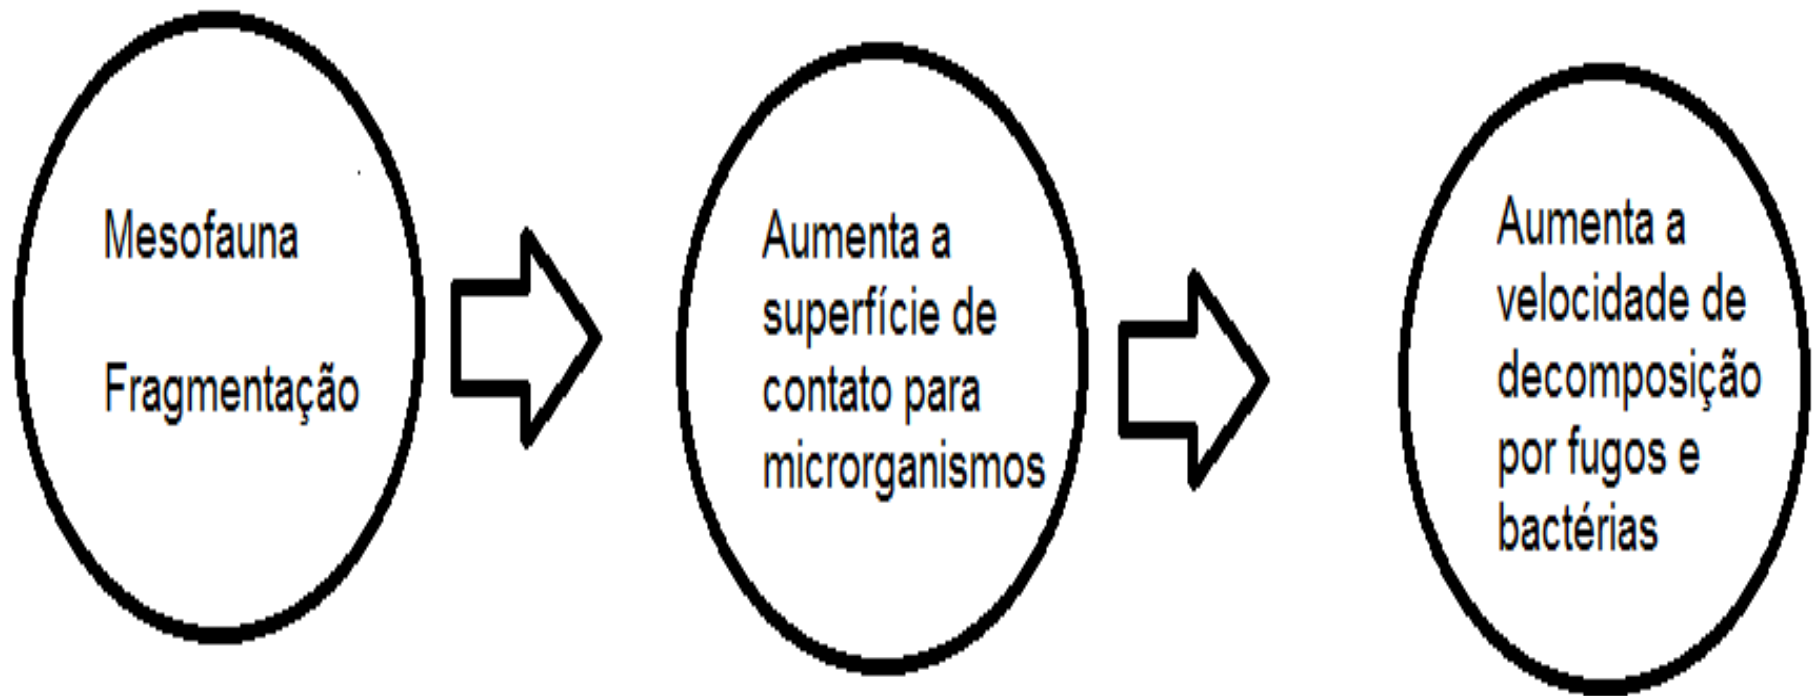 Mesofauna
Fragmentação
Aumenta a
superfície de
contato para
microrganismos
Aumenta a
velocidade de
decomposição
por fugos e
bactérias